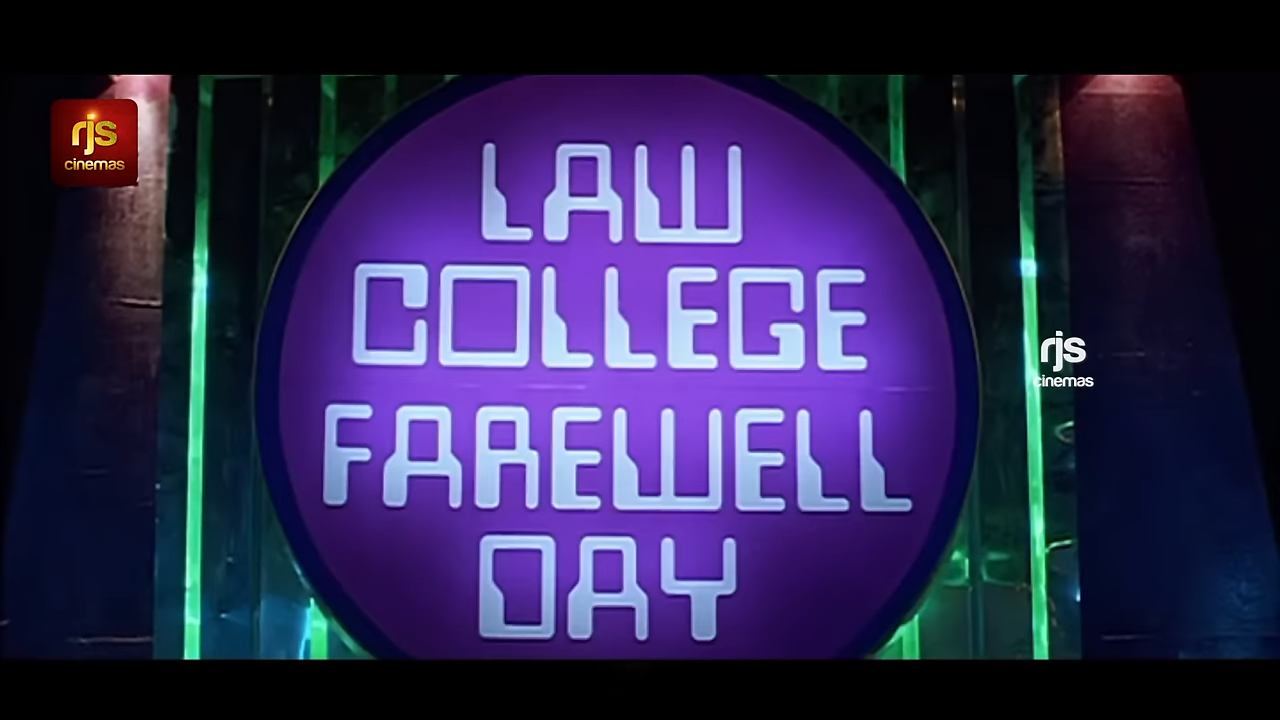 rjs
cinemas
LAW
COLLEGE
FAREWELL
DAY
rjs
cinemas